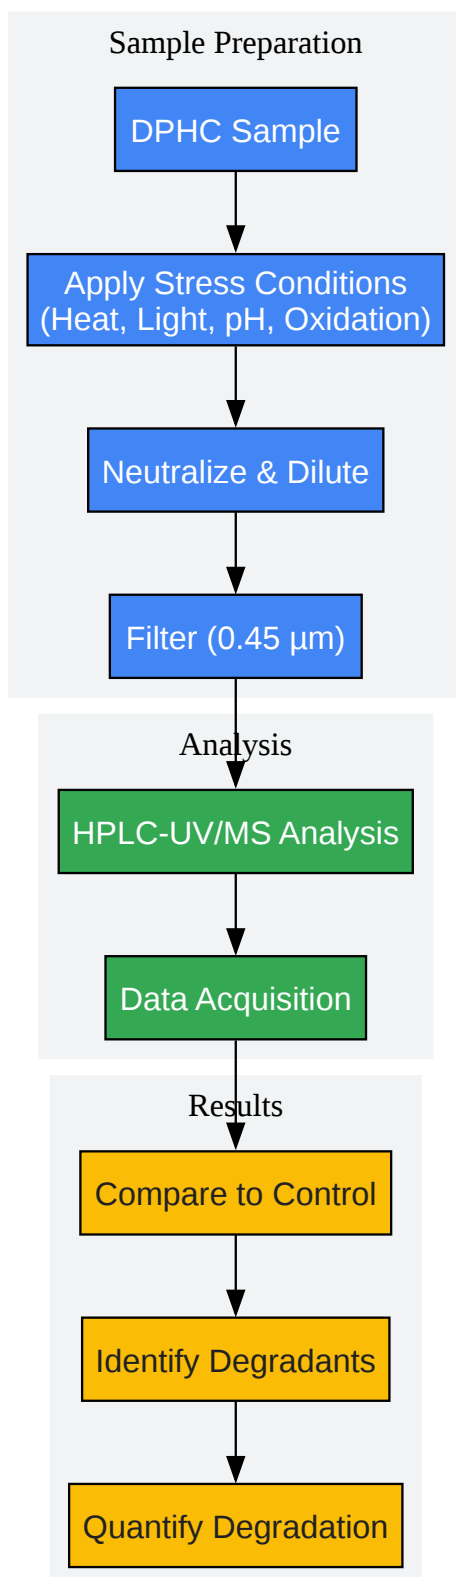 Sample Preparation
DPHC Sample
Apply Stress Conditions
(Heat, Light, pH, Oxidation)
Neutralize & Dilute
Filter (0.45 µm)
Analysis
HPLC-UV/MS Analysis
Data Acquisition
Results
Compare to Control
Identify Degradants
Quantify Degradation